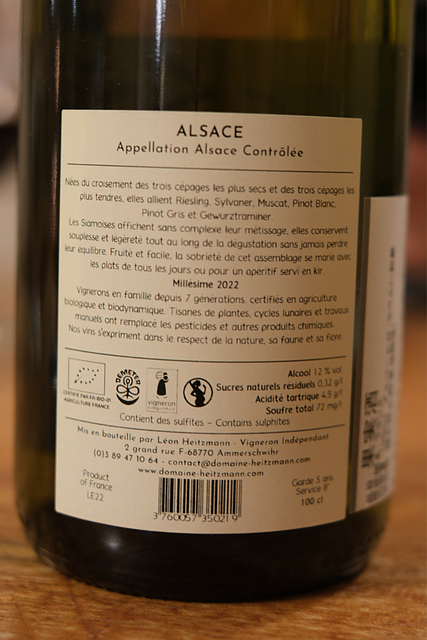 ALSACE
Appellation Alsace Contrôlée
Nées du croisement des trois cépages les plus secs et des trois cépages les
plus tendres, elles allient Riesling, Sylvaner, Muscat, Pinot Blanc,
Pinot Gris et Gewurztraminer.
Les Siamoises affichent sans complexe leur métissage, elles conservent
souplesse et légèreté tout au long de la dégustation sans jamais perdre
leur équilibre. Fruitée et facile, la sobriété de cet assemblage se marie avec
les plats de tous les jours ou pour un apéritif servi en kir.
Millésime 2022
Vignerons en famille depuis 7 générations, certifiés en agriculture
biologique et biodynamique. Tisanes de plantes, cycles lunaires et travaux
manuels ont remplacé les pesticides et autres produits chimiques.
Nos vins s'expriment dans le respect de la nature, sa faune et sa flore.
CERTIFIÉ PAR FR-BIO-01
AGRICULTURE FRANCE
DEMETER
vigneron
indépendant
Alcool 12 % vol
Sucres naturels résiduels 0,32 g/l
Acidité tartrique 4,9 g/l
Soufre total 72 mg/l
Contient des sulfites - Contains sulphites
Mis en bouteille par Léon Heitzmann - Vigneron Indépendant
2 grand rue F-68770 Ammerschwihr
(0)3 89 47 10 64 - contact@domaine-heitzmann.com
www.domaine-heitzmann.com
Product
of France
LE22
3 760057 350219
Garde 5 ans
Service 8°
100 cl